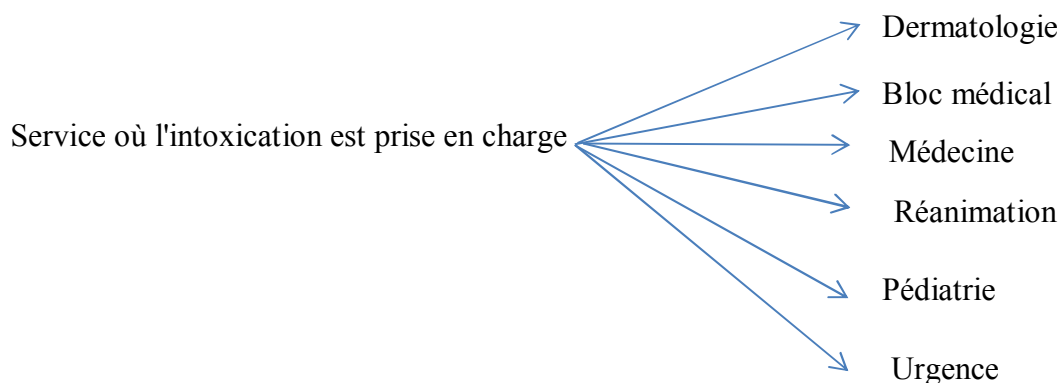 Dermatologie
Bloc médical
Service où l'intoxication est prise en charge
Médecine
Réanimation
Pédiatrie
Urgence